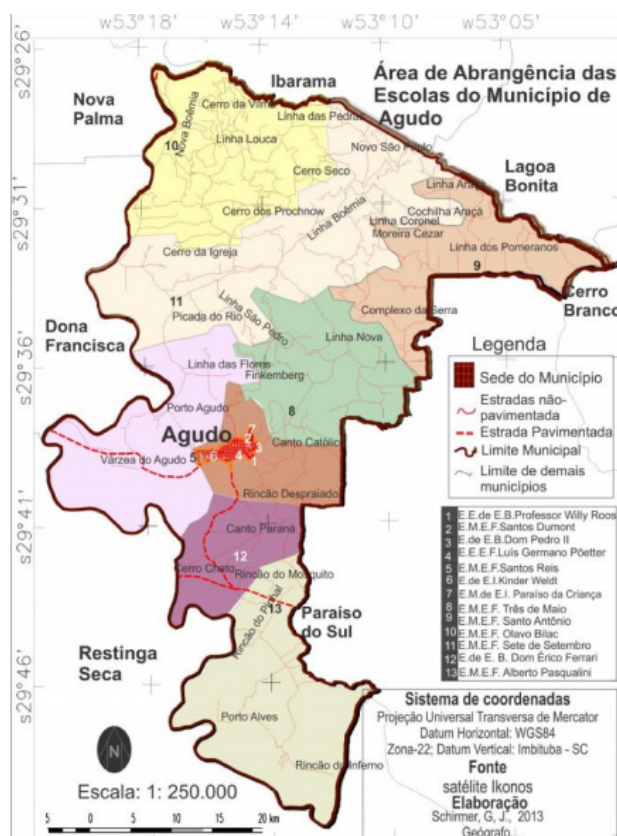 w53°18' w53°14' w53°10' w53°05'
s29°26'
s29°31'
s29°36'
s29°41'
s29°46'
Área de Abrangência das
Escolas do Município de
Agudo
Ibarama
Nova
Palma
Lagoa
Bonita
Cerro
Branco
Dona
Francisca
Paraíso
do Sul
Restinga
Seca
Nova Boêmia
10
Cerro da Vilma
Linha das Pedras
Linha Louca
Cerro Seco
Cerro dos Prochnow
Novo São Paulo
Linha Araçá
Cochilha Araçá
Linha Coronel
Moreira Cezar
Linha dos Pomeranos
9
Linha Boêmia
Cerro da Igreja
11
Picada do Rio
Linha São Pedro
Complexo da Serra
Linha Nova
Linha das Flores
Finkemberg
8
Porto Agudo
Agudo
7
2
3
5 6 4 1
Canto Católico
Várzea do Agudo
Rincão Despraiado
Canto Paraná
12
Cerro Chato
Rincão do Mosquito
13
Rincão do Pinhal
Porto Alves
Rincão do Inferno
Legenda
Sede do Município
Estradas não-
pavimentada
Estrada Pavimentada
Limite Municipal
Limite de demais
municípios
1 E.E.de E.B.Professor Willy Roos
2 E.M.E.F.Santos Dumont
3 E.de E.B.Dom Pedro II
4 E.E.E.F.Luís Germano Pöetter
5 E.M.E.F.Santos Reis
6 E.de E.I.Kinder Weldt
7 E.M.de E.I. Paraíso da Criança
8 E.M.E.F. Três de Maio
9 E.M.E.F. Santo Antônio
10 E.M.E.F. Olavo Bilac
11 E.M.E.F. Sete de Setembro
12 E.de E. B. Dom Érico Ferrari
13 E.M.E.F. Alberto Pasqualini
Sistema de coordenadas
Projeção Universal Transversa de Mercator
Datum Horizontal: WGS84
Zona-22; Datum Vertical: Imbituba - SC
Fonte
satélite Ikonos
Elaboração
Schirmer, G, J., 2013
Geógrafo
N
Escala: 1: 250.000
5 0 5 10 15 20 km